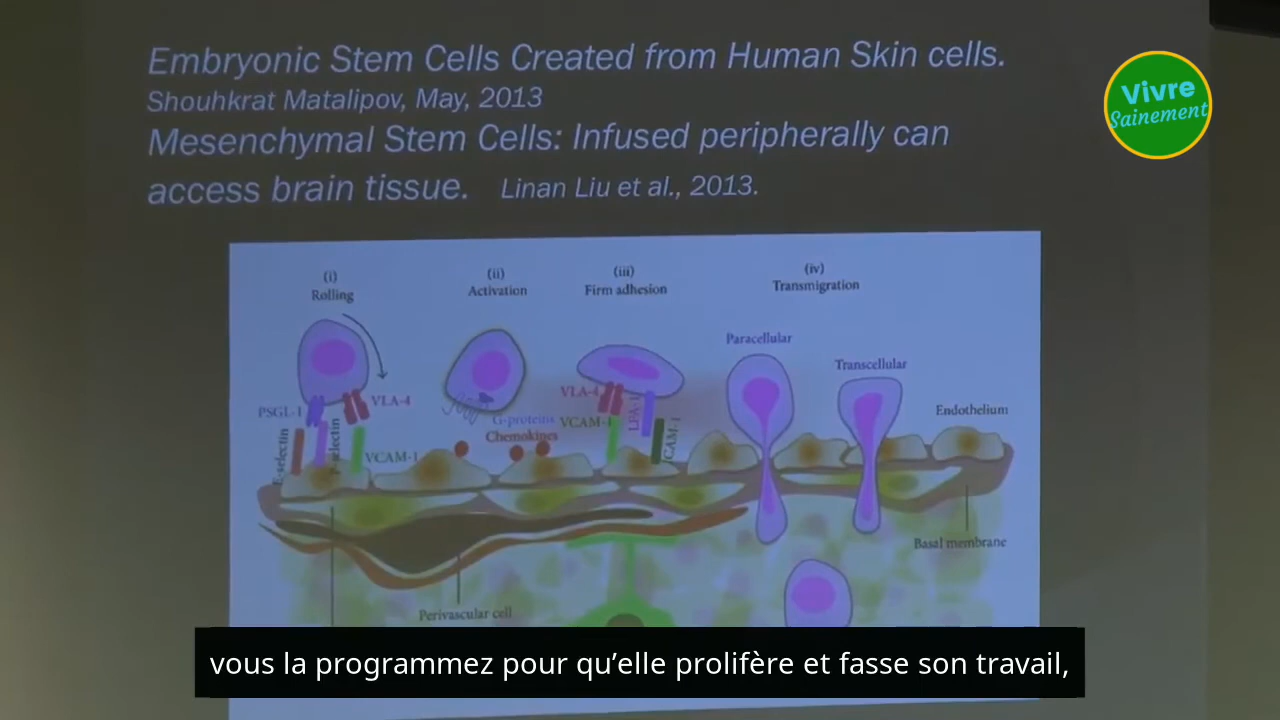 Embryonic Stem Cells Created from Human Skin cells.
Shouhkrat Matalipov, May, 2013
Mesenchymal Stem Cells: Infused peripherally can
access brain tissue. Linan Liu et al., 2013.
Vivre
Sainement
(i)
Rolling
(ii)
Activation
(iii)
Firm adhesion
(iv)
Transmigration
Paracellular
Transcellular
Endothelium
PSGL-1
VLA-4
E-selectin
P-selectin
VCAM-1
G-proteins
Chemokines
VLA-4
VCAM-1
LFA-1
ICAM-1
Basal membrane
Perivascular cell
vous la programmez pour qu’elle prolifère et fasse son travail,